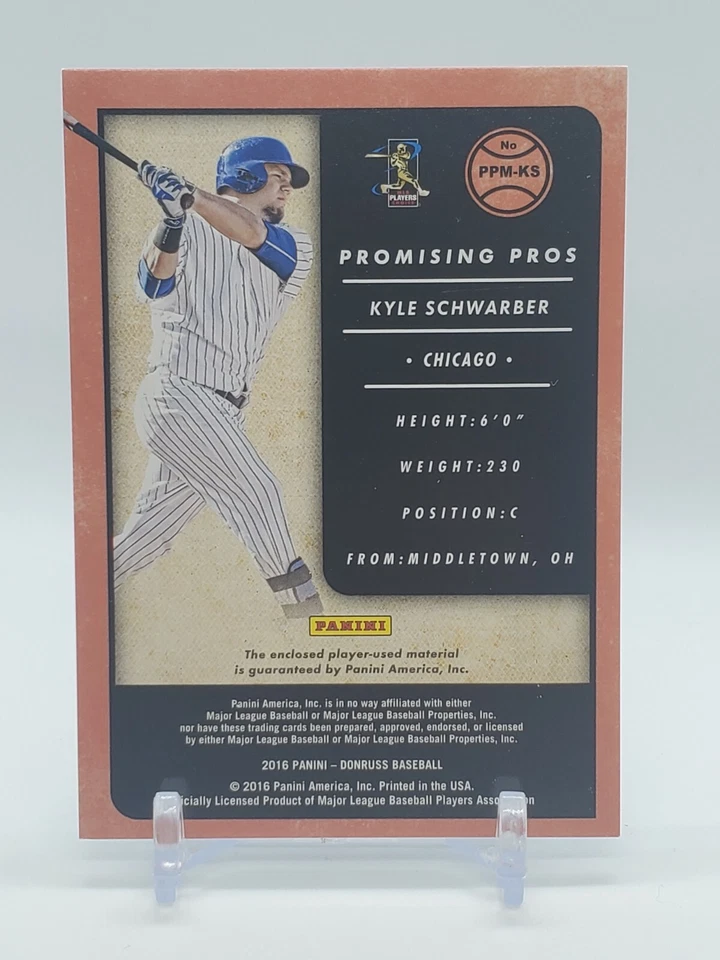 No
PPM-KS
PLAYERS
PROMISING PROS
KYLE SCHWARBER
• CHICAGO •
HEIGHT:6'0"
WEIGHT:230
POSITION:C
FROM:MIDDLETOWN, OH
PANINI
The enclosed player-used material
is guaranteed by Panini America, Inc.
Panini America, Inc. is in no way affiliated with either
Major League Baseball or Major League Baseball Properties, Inc.
nor have these trading cards been prepared, approved, endorsed, or licensed
by either Major League Baseball or Major League Baseball Properties, Inc.
2016 PANINI – DONRUSS BASEBALL
© 2016 Panini America, Inc. Printed in the USA.
icially Licensed Product of Major League Baseball Players Association